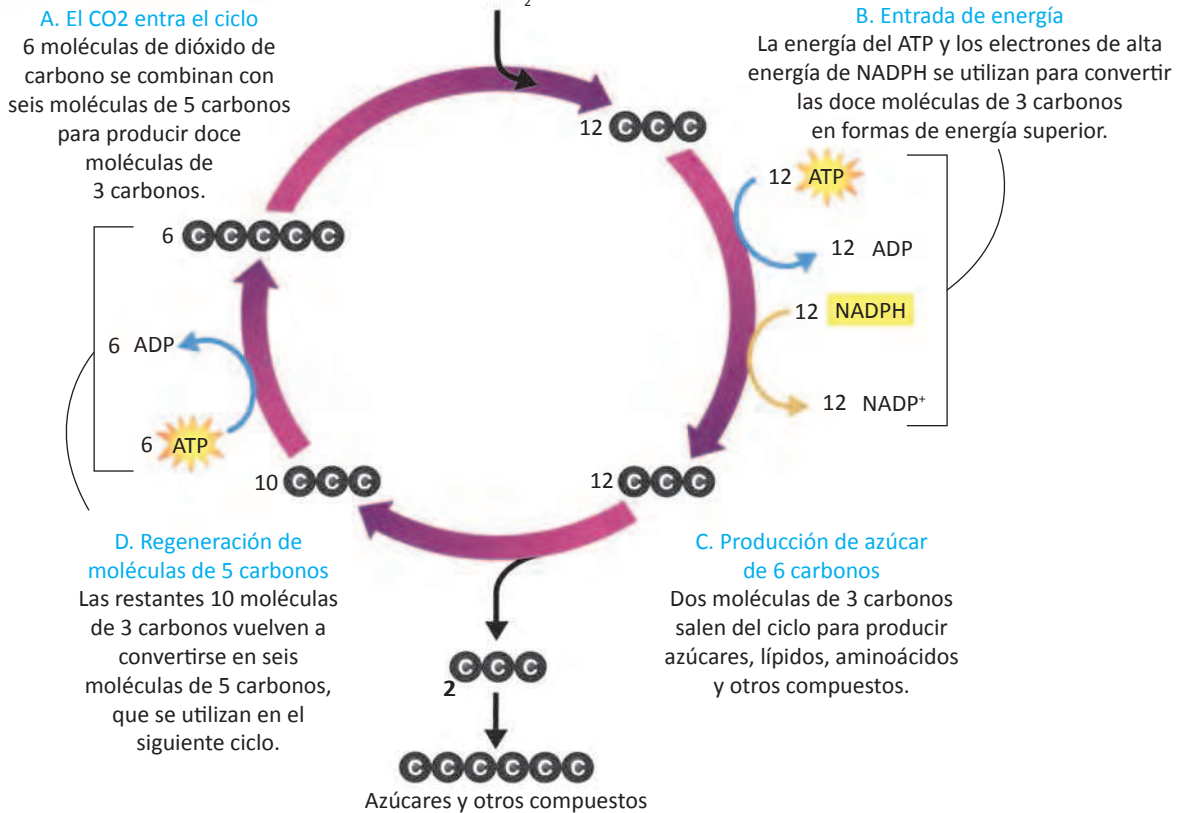 2
A. El CO2 entra el ciclo
6 moléculas de dióxido de
carbono se combinan con
seis moléculas de 5 carbonos
para producir doce
moléculas de
3 carbonos.
B. Entrada de energía
La energía del ATP y los electrones de alta
energía de NADPH se utilizan para convertir
las doce moléculas de 3 carbonos
en formas de energía superior.
12 CCC
12 ATP
12 ADP
12 NADPH
12 NADP⁺
6 CCCCC
6 ADP
6 ATP
10 CCC
12 CCC
D. Regeneración de
moléculas de 5 carbonos
Las restantes 10 moléculas
de 3 carbonos vuelven a
convertirse en seis
moléculas de 5 carbonos,
que se utilizan en el
siguiente ciclo.
C. Producción de azúcar
de 6 carbonos
Dos moléculas de 3 carbonos
salen del ciclo para producir
azúcares, lípidos, aminoácidos
y otros compuestos.
2 CCC
CCCCCC
Azúcares y otros compuestos